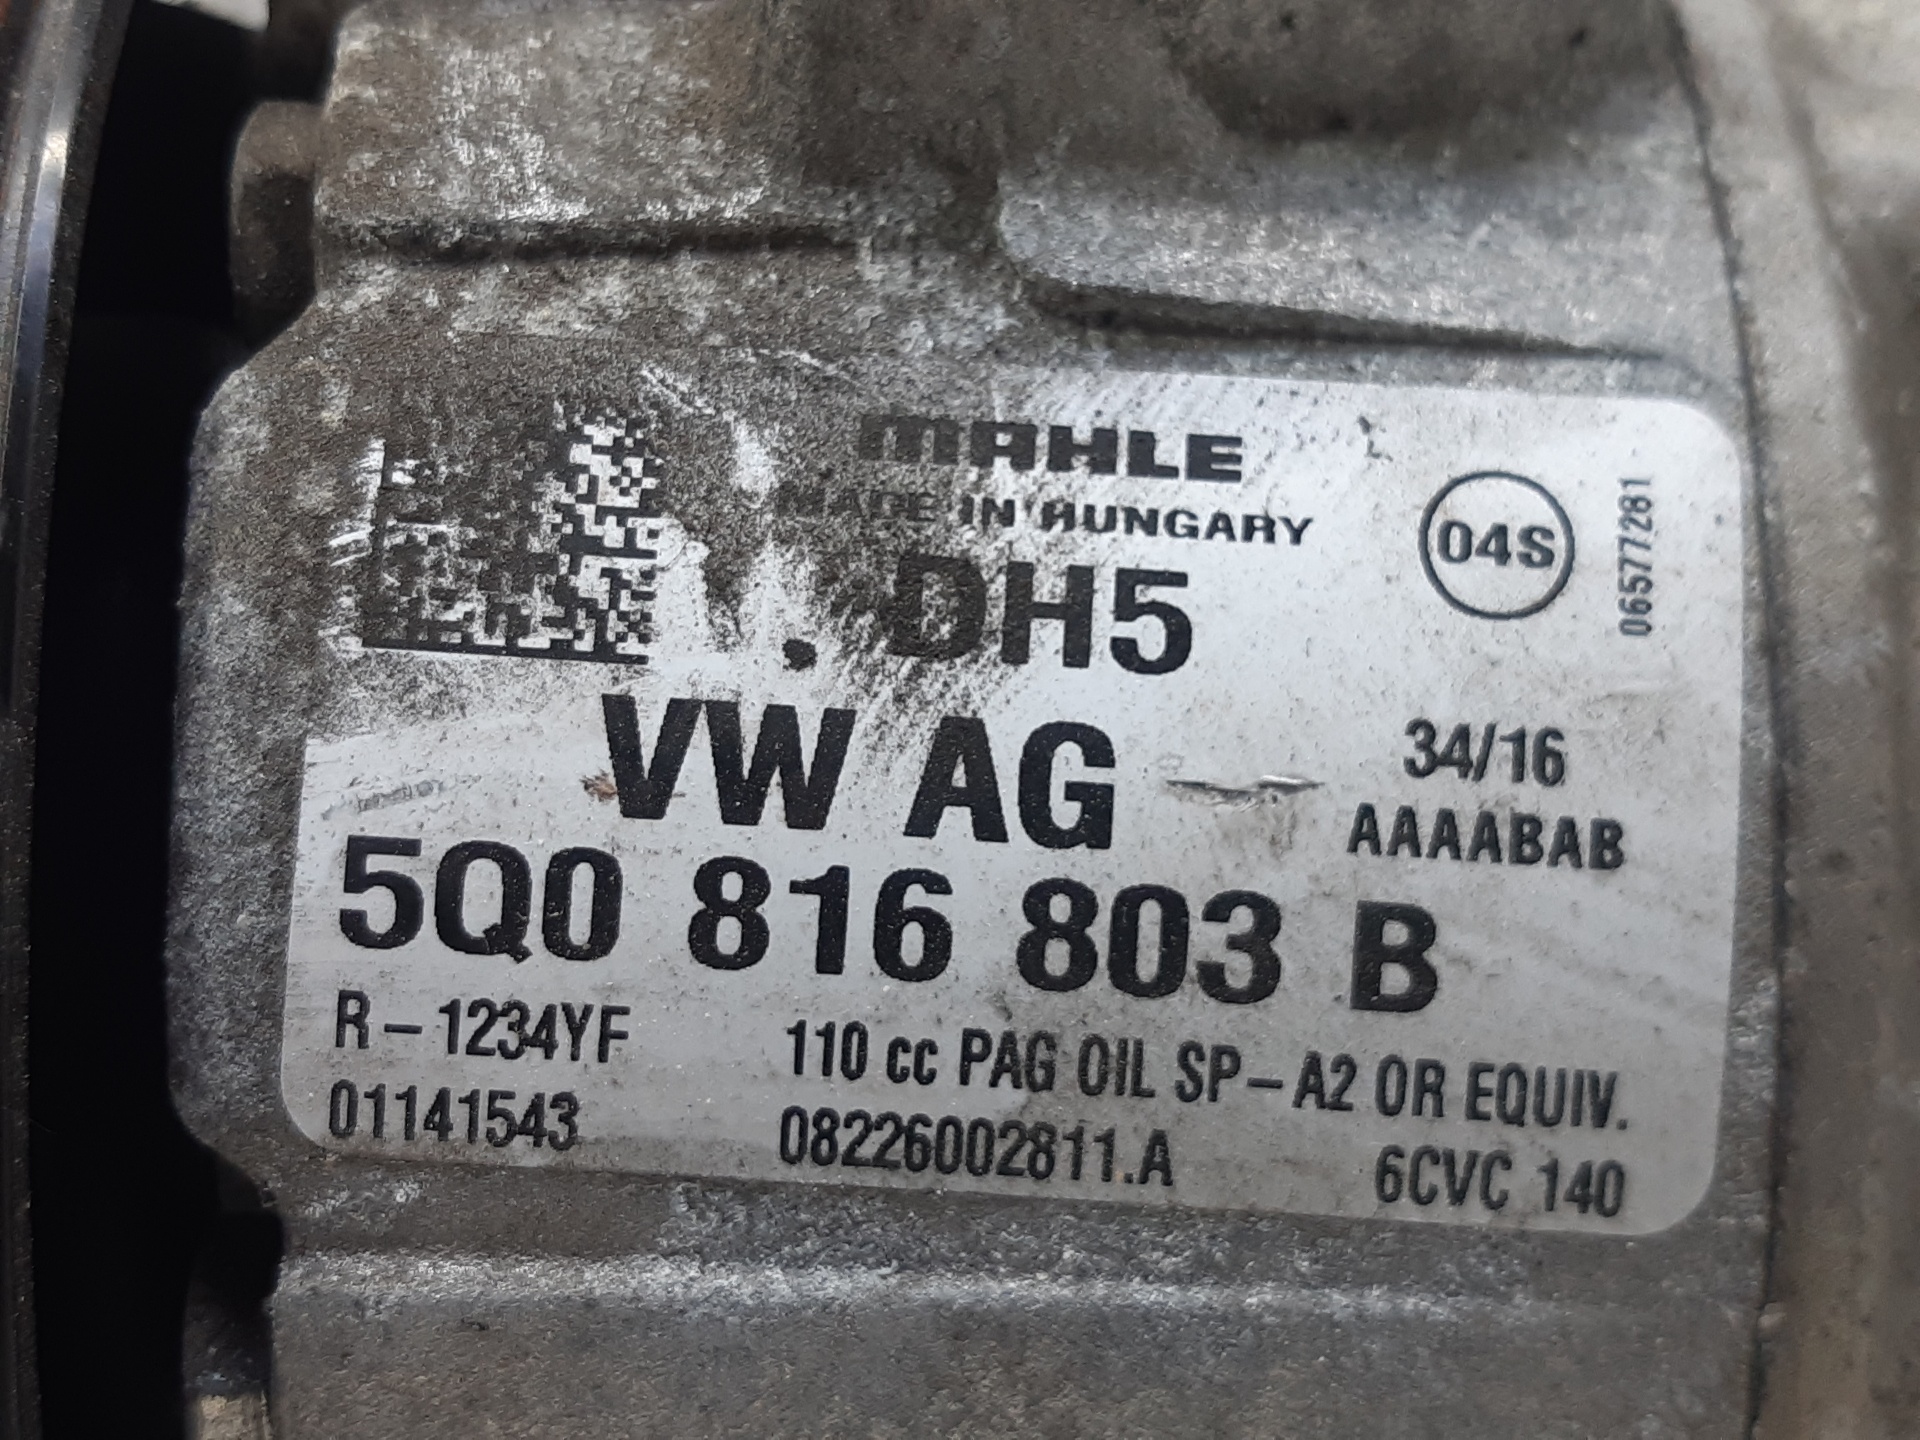 MAHLE
MADE IN HUNGARY
04S
06577281
. DH5
VW AG
34/16
AAAABAB
5Q0 816 803 B
R-1234YF
110 cc PAG OIL SP-A2 OR EQUIV.
01141543
08226002811.A
6CVC 140